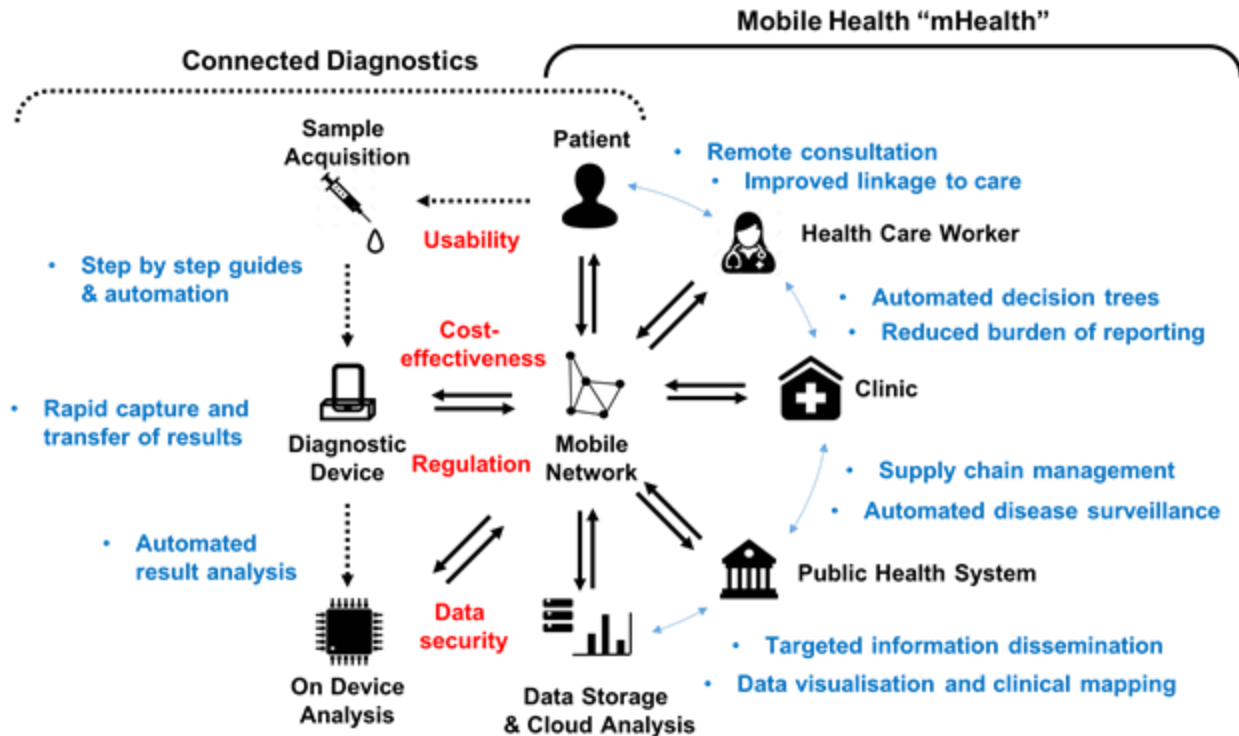 Mobile Health “mHealth”
Connected Diagnostics
Sample
Acquisition
Patient
• Remote consultation
• Improved linkage to care
Usability
Health Care Worker
• Step by step guides
& automation
• Automated decision trees
• Reduced burden of reporting
Cost-
effectiveness
Clinic
• Rapid capture and
transfer of results
Diagnostic
Device
Regulation
Mobile
Network
• Supply chain management
• Automated disease surveillance
• Automated
result analysis
Public Health System
Data
security
• Targeted information dissemination
• Data visualisation and clinical mapping
On Device
Analysis
Data Storage
& Cloud Analysis